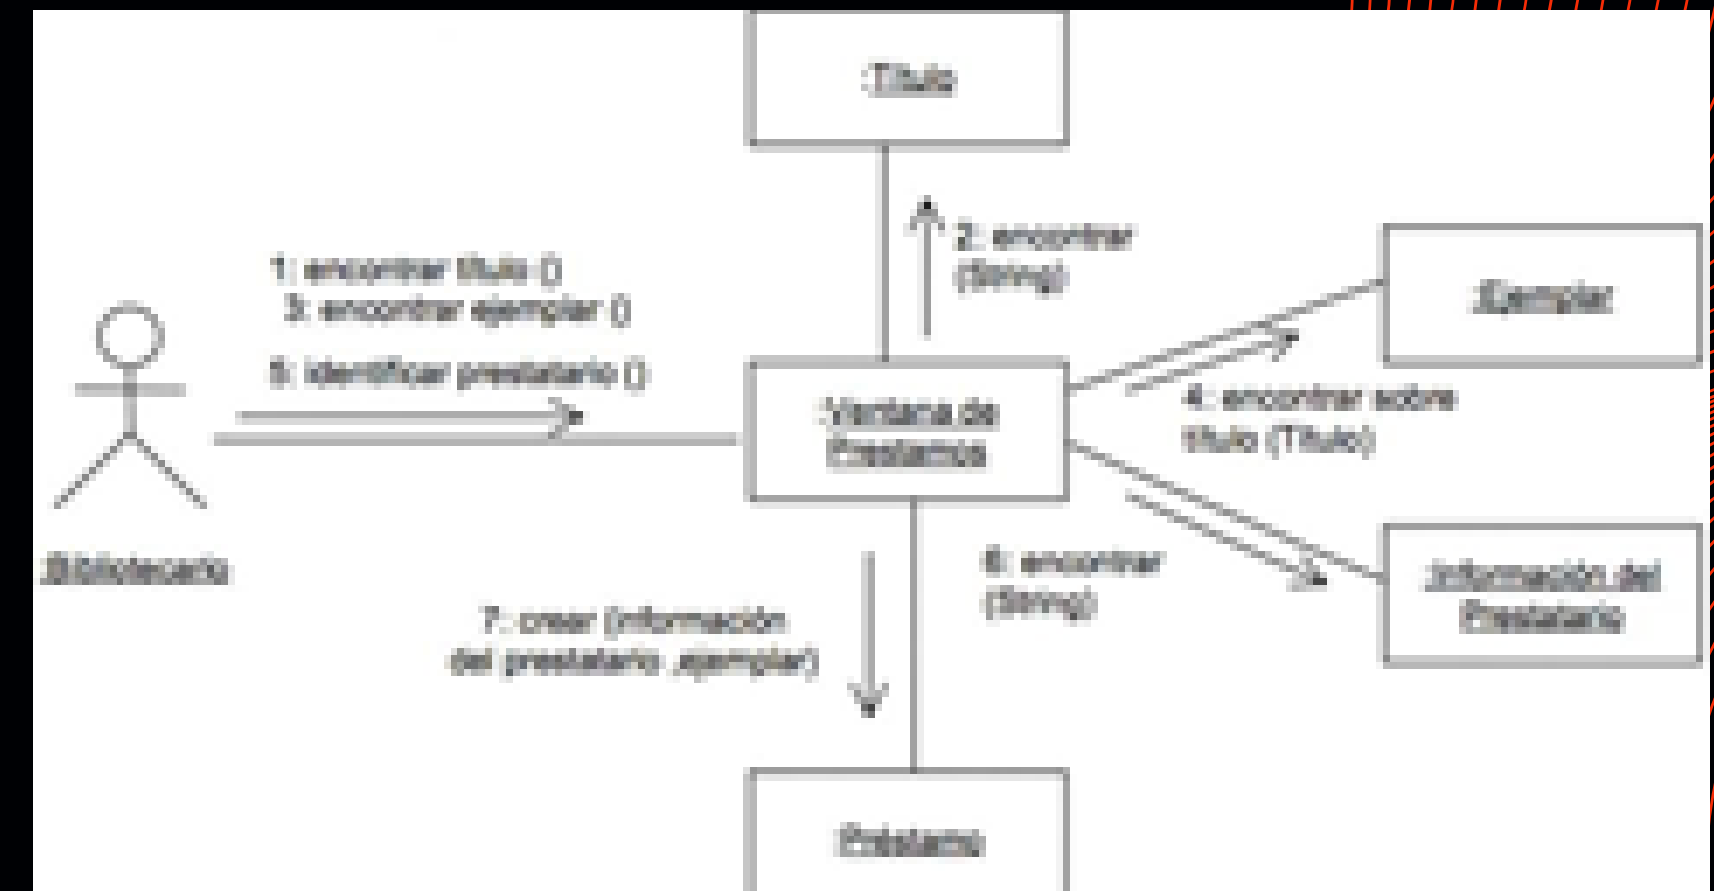 :Título
2: encontrar
(String)
1: encontrar título ()
3: encontrar ejemplar ()
5: identificar prestatario ()
:Ejemplar
4: encontrar sobre
título (Título)
:Ventana de
Prestamos
:Bibliotecario
6: encontrar
(String)
:Información del
Prestatario
7: crear (información
del prestatario ,ejemplar)
:Préstamo